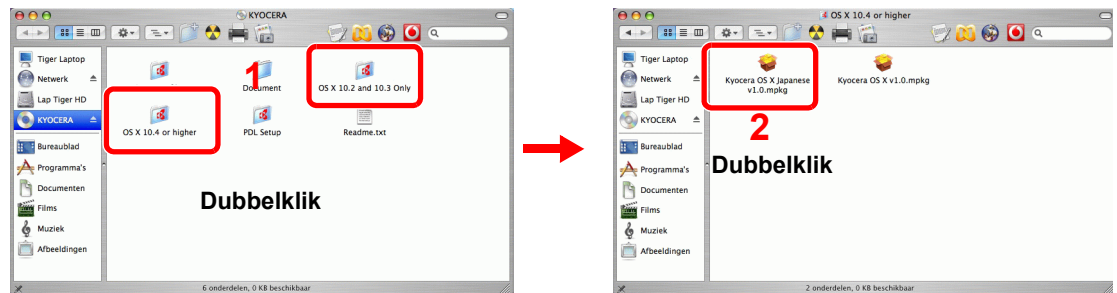 KYOCERA
Tiger Laptop
Netwerk
Lap Tiger HD
KYOCERA
Bureaublad
Programma's
Documenten
Films
Muziek
Afbeeldingen
1
Document
OS X 10.2 and 10.3 Only
OS X 10.4 or higher
PDL Setup
Readme.txt
Dubbelklik
6 onderdelen, 0 KB beschikbaar
OS X 10.4 or higher
Tiger Laptop
Netwerk
Lap Tiger HD
KYOCERA
Bureaublad
Programma's
Documenten
Films
Muziek
Afbeeldingen
Kyocera OS X Japanese
v1.0.mpkg
Kyocera OS X v1.0.mpkg
2
Dubbelklik
2 onderdelen, 0 KB beschikbaar